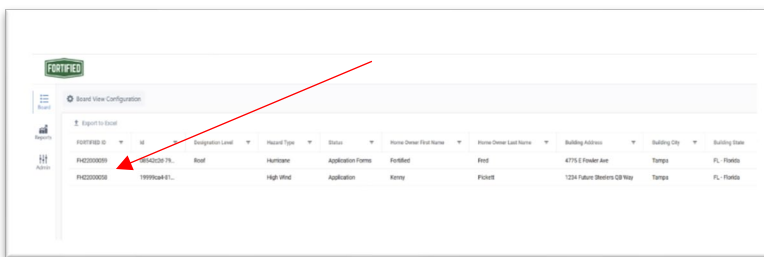 FORTIFIED
Board View Configuration
Board
Export to Excel
Reports
FORTIFIED ID Id Designation Level Hazard Type Status Home Owner First Name Home Owner Last Name Building Address Building City Building State
Admin
Roof Hurricane Application Forms Fortified Fred 4775 E Fowler Ave Tampa FL - Florida
High Wind Application Kenny Pickett 1234 Future Steelers QB Way Tampa FL - Florida